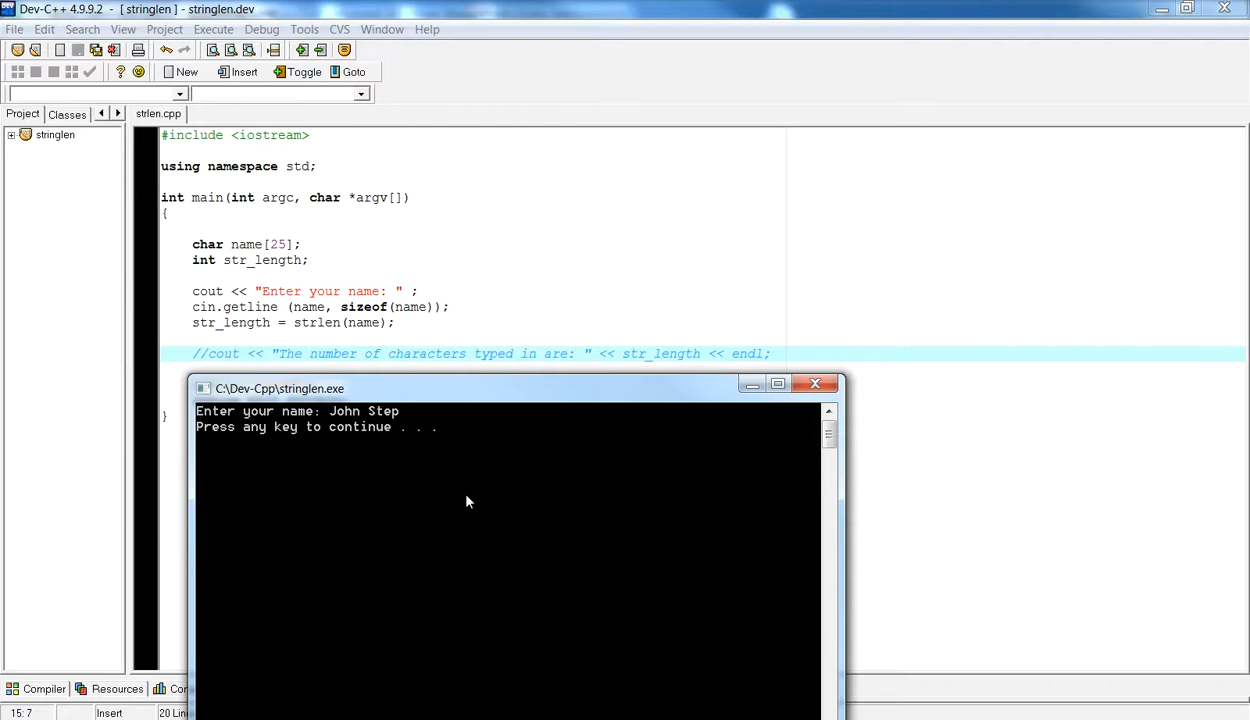 Dev-C++ 4.9.9.2 - [ stringlen ] - stringlen.dev
File Edit Search View Project Execute Debug Tools CVS Window Help
New Insert Toggle Goto
Project Classes strlen.cpp
stringlen
#include <iostream>
using namespace std;
int main(int argc, char *argv[])
{
char name[25];
int str_length;
cout << "Enter your name: " ;
cin.getline (name, sizeof(name));
str_length = strlen(name);
//cout << "The number of characters typed in are: " << str_length << endl;
}
C:\Dev-Cpp\stringlen.exe
Enter your name: John Step
Press any key to continue . . .
Compiler Resources Con
15: 7 Insert 20 Line